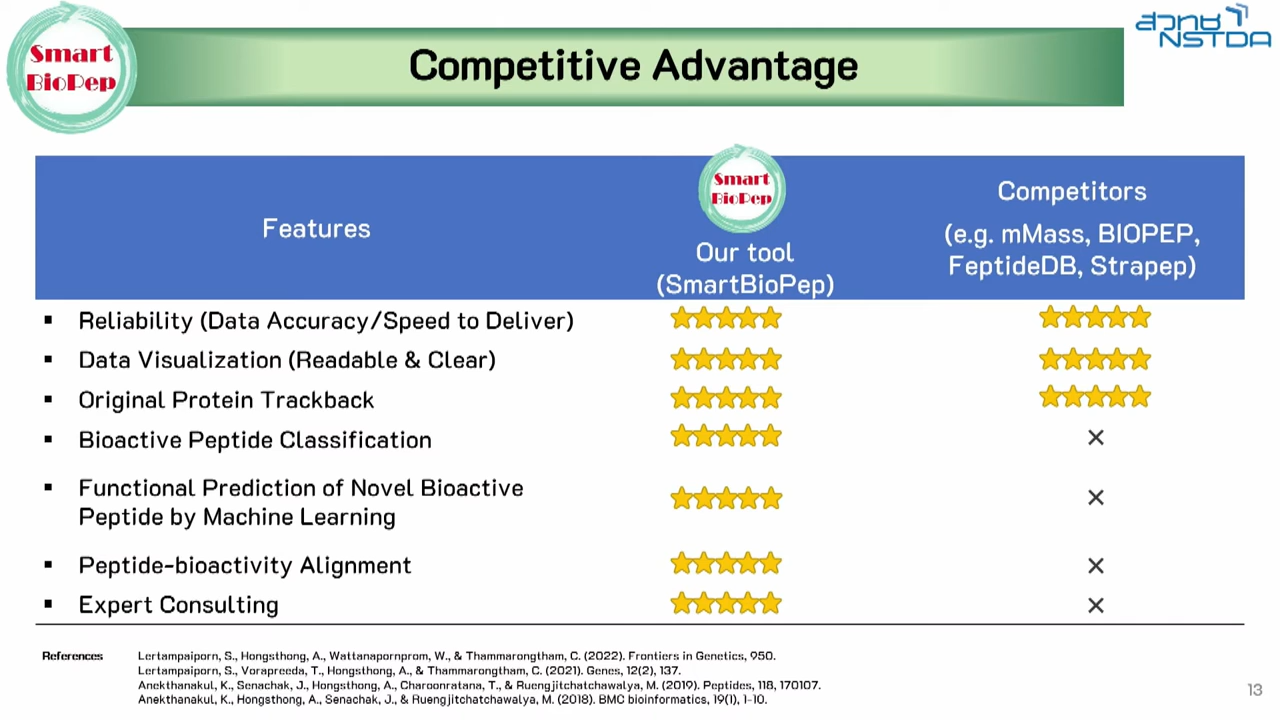 Smart
BioPep
Competitive Advantage
สวทช
NSTDA
Features
Smart
BioPep
Our tool
(SmartBioPep)
Competitors
(e.g. mMass, BIOPEP,
FeptideDB, Strapep)
▪ Reliability (Data Accuracy/Speed to Deliver)
▪ Data Visualization (Readable & Clear)
▪ Original Protein Trackback
▪ Bioactive Peptide Classification
▪ Functional Prediction of Novel Bioactive
Peptide by Machine Learning
▪ Peptide-bioactivity Alignment
▪ Expert Consulting
References Lertampaiporn, S., Hongsthong, A., Wattanapornprom, W., & Thammarongtham, C. (2022). Frontiers in Genetics, 950.
Lertampaiporn, S., Vorapreeda, T., Hongsthong, A., & Thammarongtham, C. (2021). Genes, 12(2), 137.
Anekthanakul, K., Senachak, J., Hongsthong, A., Charoonratana, T., & Ruengjitchatchawalya, M. (2019). Peptides, 118, 170107.
Anekthanakul, K., Hongsthong, A., Senachak, J., & Ruengjitchatchawalya, M. (2018). BMC bioinformatics, 19(1), 1-10.
13